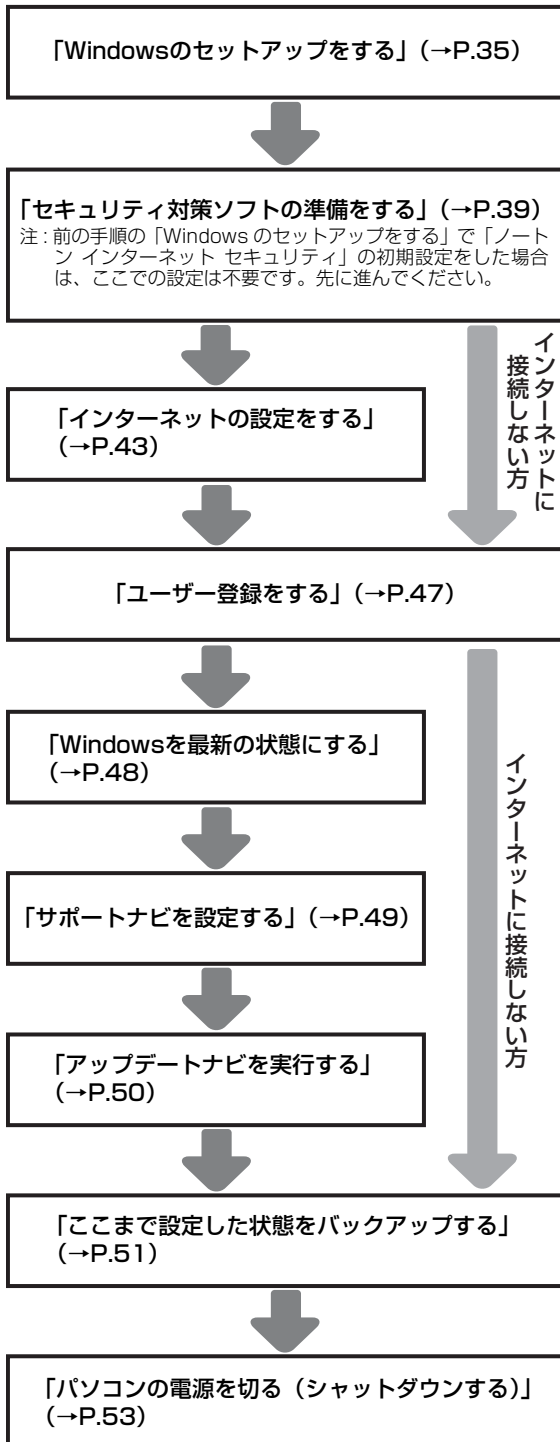 「Windowsのセットアップをする」(→P.35)
「セキュリティ対策ソフトの準備をする」(→P.39)
注：前の手順の「Windows のセットアップをする」で「ノート
ン インターネット セキュリティ」の初期設定をした場合
は、ここでの設定は不要です。先に進んでください。
インターネットに
接続しない方
「インターネットの設定をする」
(→P.43)
「ユーザー登録をする」(→P.47)
「Windowsを最新の状態にする」
(→P.48)
インターネットに接続しない方
「サポートナビを設定する」(→P.49)
「アップデートナビを実行する」
(→P.50)
「ここまで設定した状態をバックアップする」
(→P.51)
「パソコンの電源を切る（シャットダウンする）」
(→P.53)